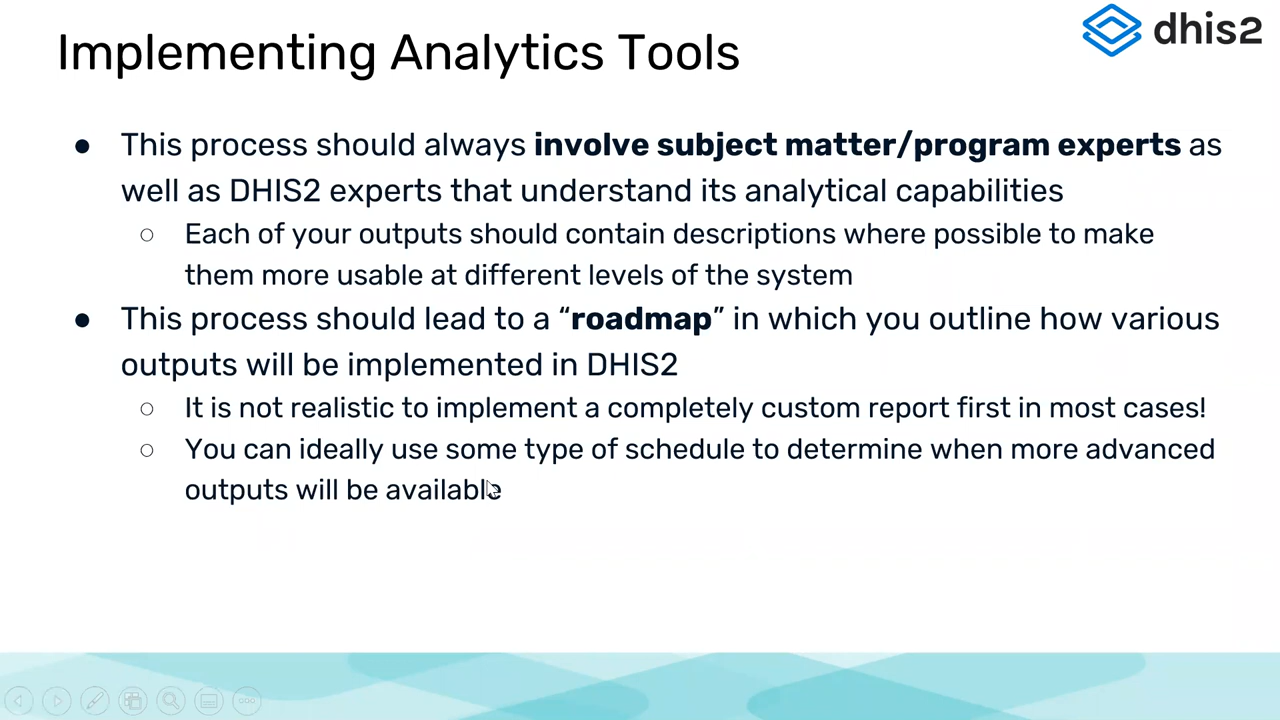 dhis2
Implementing Analytics Tools
● This process should always involve subject matter/program experts as
well as DHIS2 experts that understand its analytical capabilities
○ Each of your outputs should contain descriptions where possible to make
them more usable at different levels of the system
● This process should lead to a “roadmap” in which you outline how various
outputs will be implemented in DHIS2
○ It is not realistic to implement a completely custom report first in most cases!
○ You can ideally use some type of schedule to determine when more advanced
outputs will be available